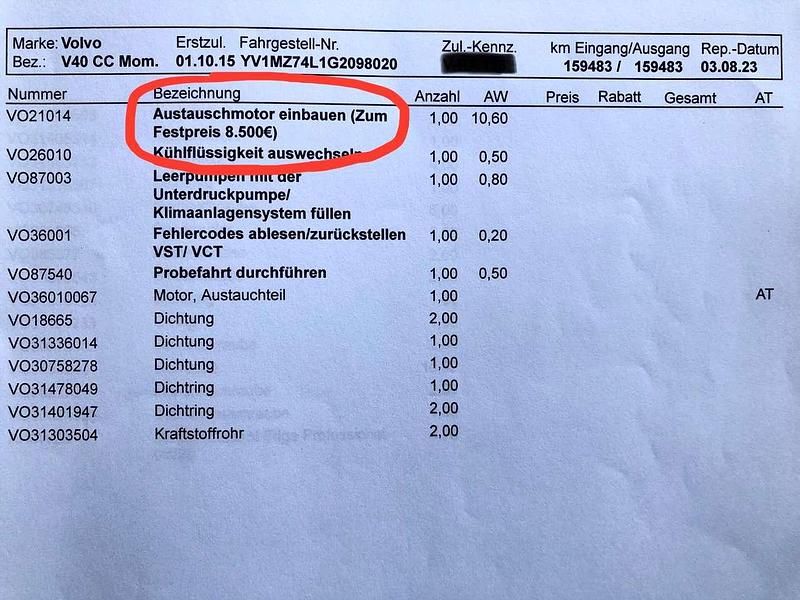 Marke: Volvo Erstzul. Fahrgestell-Nr. Zul.-Kennz. km Eingang/Ausgang Rep.-Datum
Bez.: V40 CC Mom. 01.10.15 YV1MZ74L1G2098020 159483 / 159483 03.08.23
Nummer Bezeichnung Anzahl AW Preis Rabatt Gesamt AT
VO21014 Austauschmotor einbauen (Zum 1,00 10,60
Festpreis 8.500€)
VO26010 Kühlflüssigkeit auswechseln 1,00 0,50
VO87003 Leerpumpen mit der 1,00 0,80
Unterdruckpumpe/
Klimaanlagensystem füllen
VO36001 Fehlercodes ablesen/zurückstellen 1,00 0,20
VST/ VCT
VO87540 Probefahrt durchführen 1,00 0,50
VO36010067 Motor, Austauchteil 1,00 AT
VO18665 Dichtung 2,00
VO31336014 Dichtung 1,00
VO30758278 Dichtung 1,00
VO31478049 Dichtring 1,00
VO31401947 Dichtring 2,00
VO31303504 Kraftstoffrohr 2,00